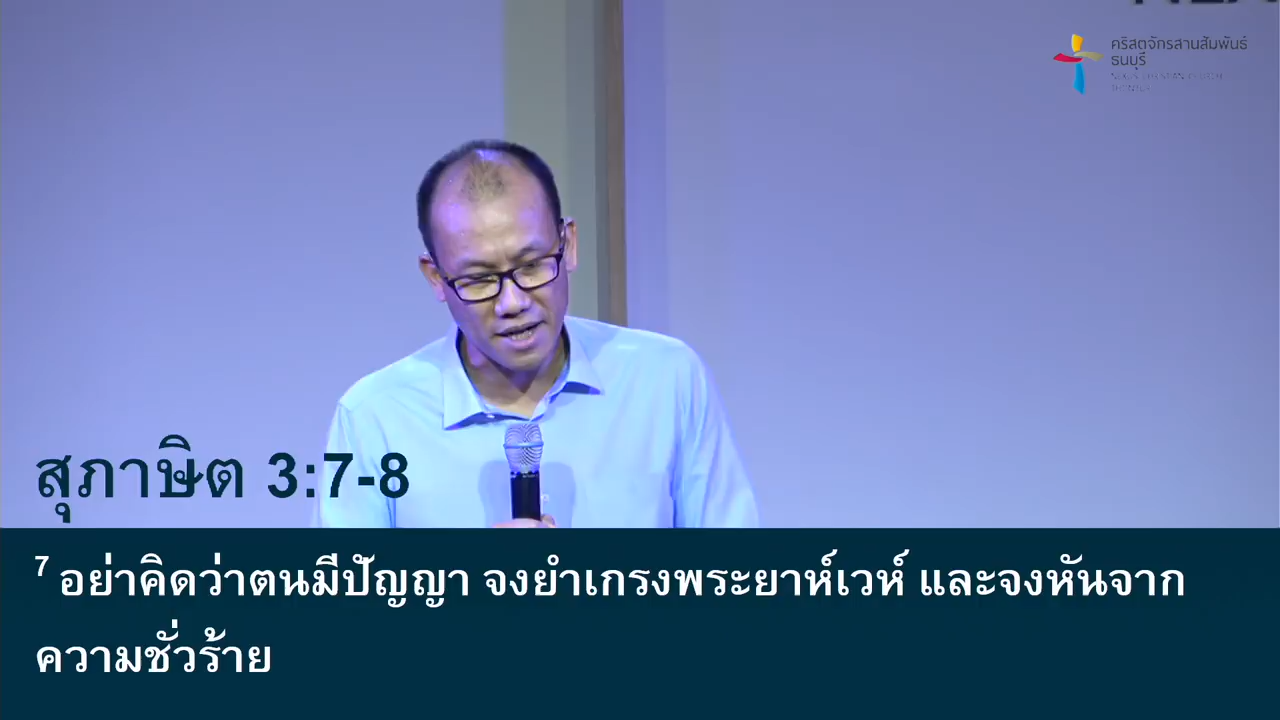 คริสตจักรสานสัมพันธ์
ธนบุรี
สุภาษิต 3:7-8
7 อย่าคิดว่าตนมีปัญญา จงยำเกรงพระยาห์เวห์ และจงหันจาก
ความชั่วร้าย